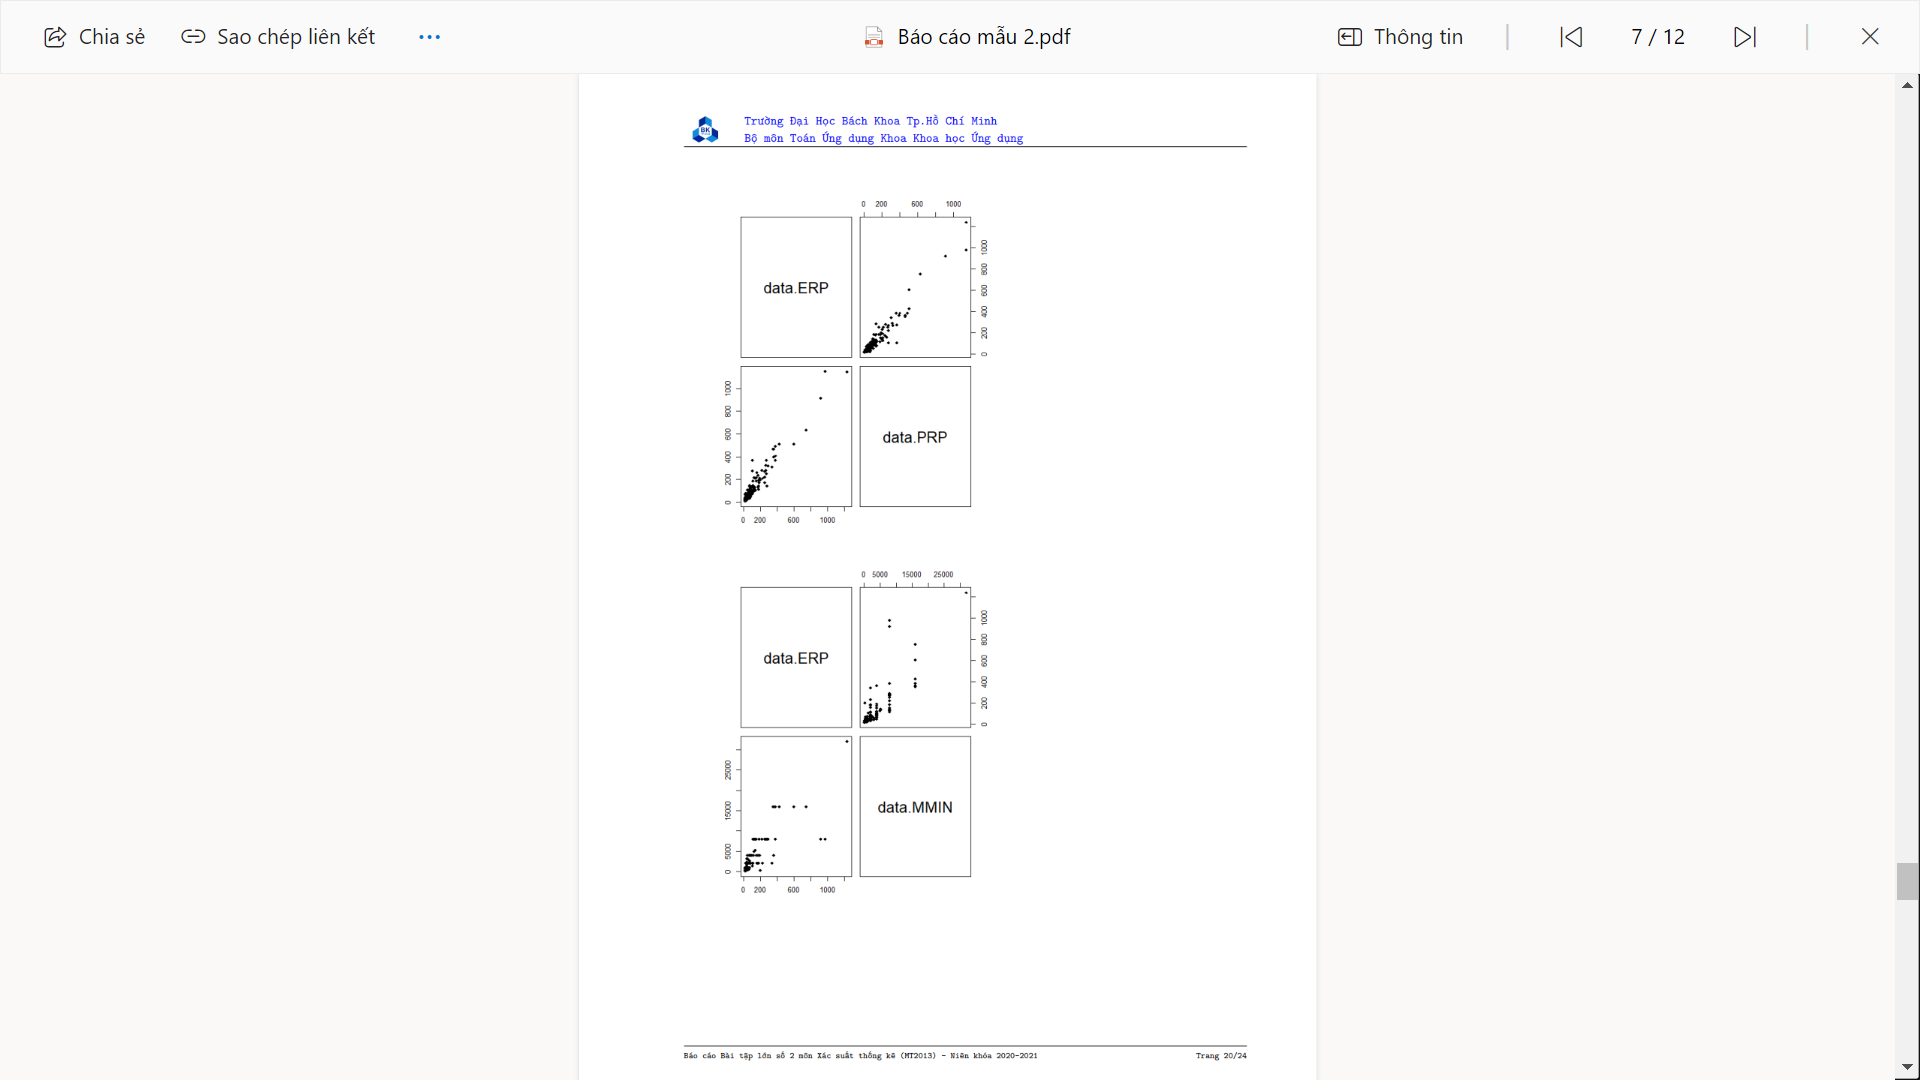 Chia sẻ
Sao chép liên kết
Báo cáo mẫu 2.pdf
Thông tin
7 / 12
BK
Trường Đại Học Bách Khoa Tp.Hồ Chí Minh
Bộ môn Toán Ứng dụng Khoa Khoa học Ứng dụng
0 200 600 1000
data.ERP
0 200 400 600 800 1000
0 200 400 600 800 1000
data.PRP
0 200 600 1000
0 5000 15000 25000
data.ERP
0 200 400 600 800 1000
0 5000 15000 25000
data.MMIN
0 200 600 1000
Báo cáo Bài tập lớn số 2 môn Xác suất thống kê (MT2013) - Niên khóa 2020-2021
Trang 20/24